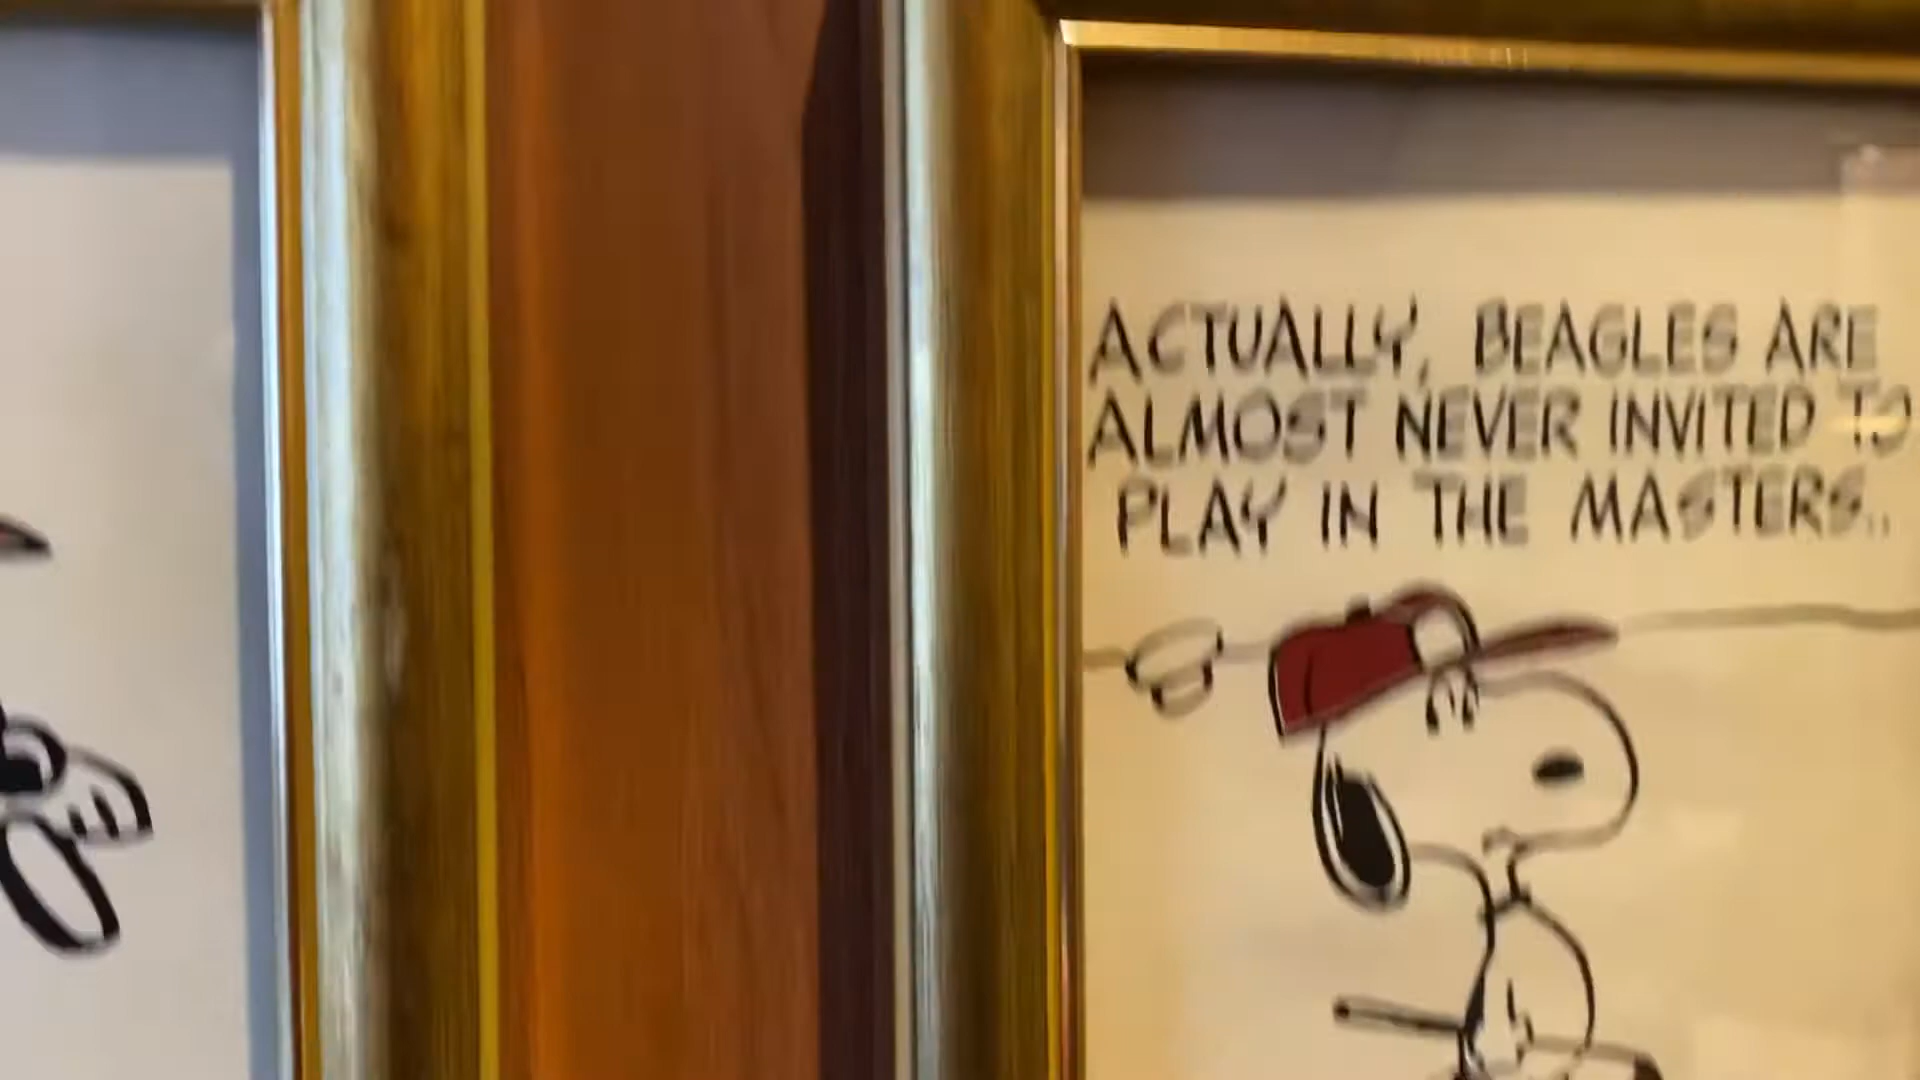 ACTUALLY, BEAGLES ARE
ALMOST NEVER INVITED TO
PLAY IN THE MASTERS..